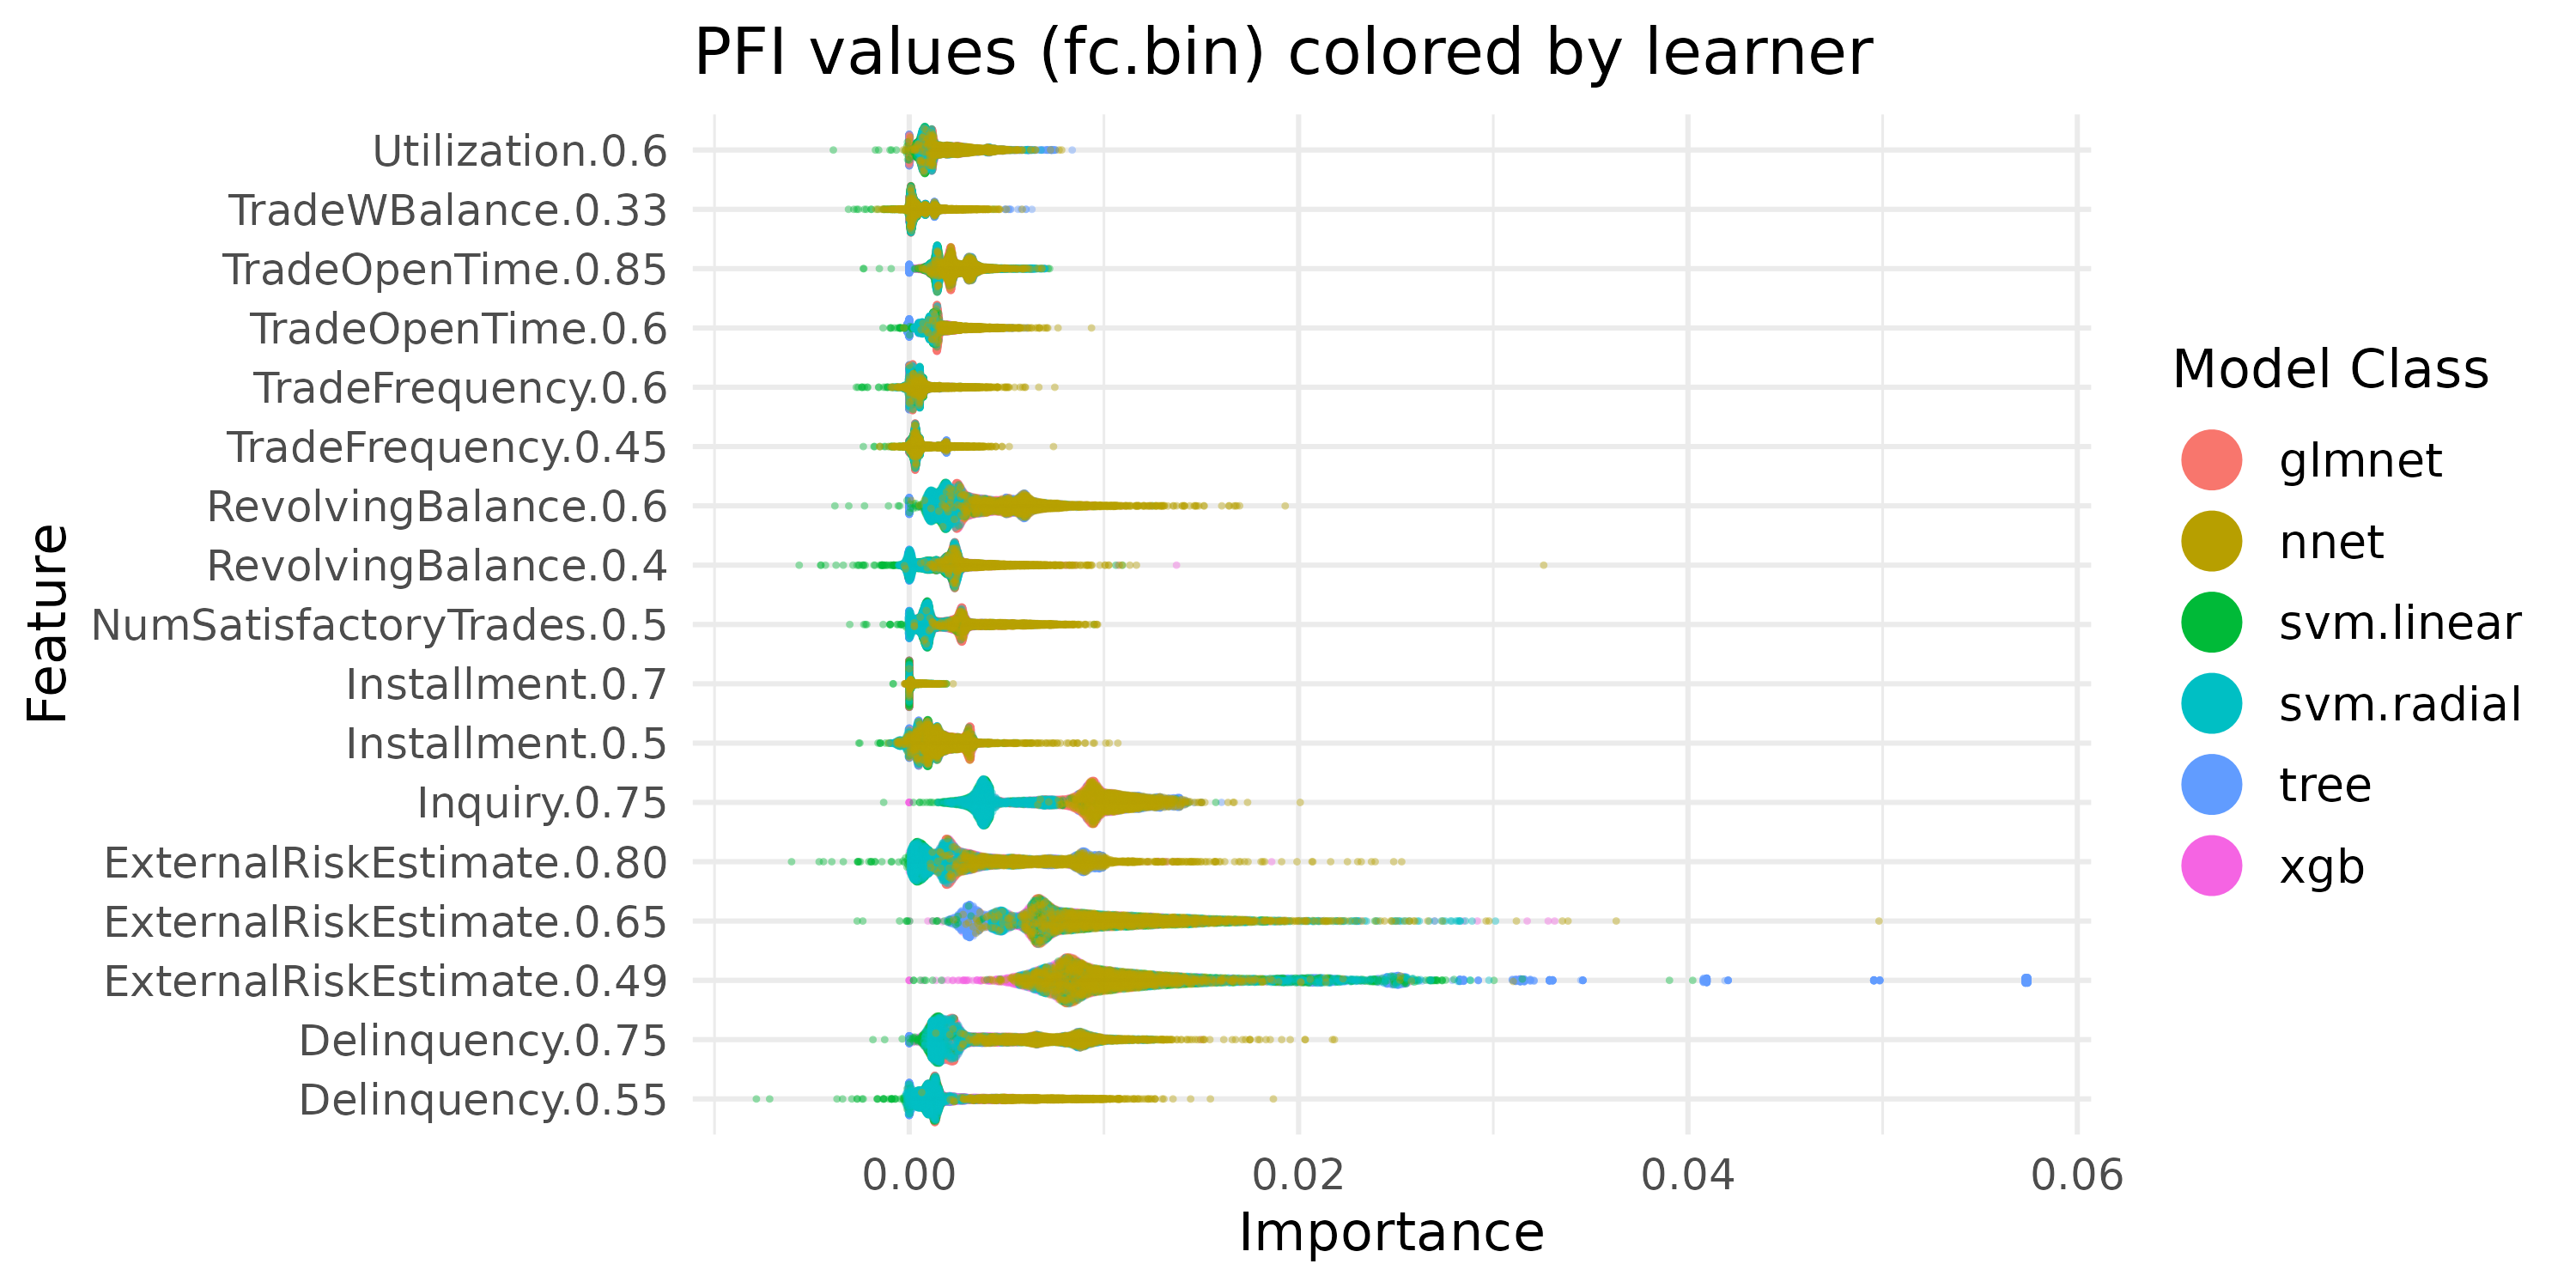 PFI values (fc.bin) colored by learner
Feature
Utilization.0.6
TradeWBalance.0.33
TradeOpenTime.0.85
TradeOpenTime.0.6
TradeFrequency.0.6
TradeFrequency.0.45
RevolvingBalance.0.6
RevolvingBalance.0.4
NumSatisfactoryTrades.0.5
Installment.0.7
Installment.0.5
Inquiry.0.75
ExternalRiskEstimate.0.80
ExternalRiskEstimate.0.65
ExternalRiskEstimate.0.49
Delinquency.0.75
Delinquency.0.55
0.00 0.02 0.04 0.06
Importance
Model Class
glmnet
nnet
svm.linear
svm.radial
tree
xgb